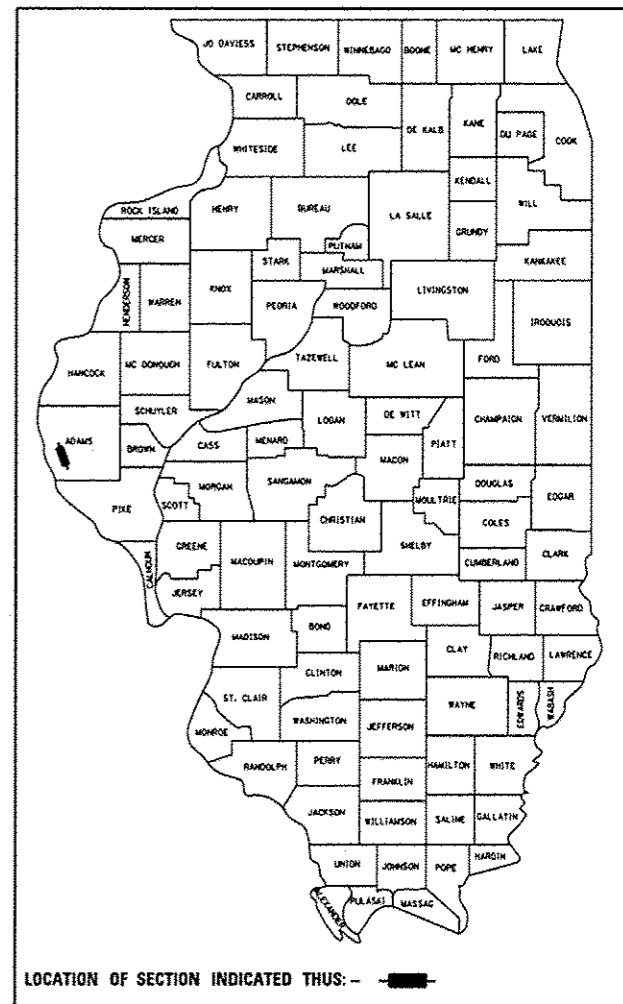 JO DAVIESS
STEPHENSON
WINNEBAGO
BOONE
MC HENRY
LAKE
CARROLL
OGLE
DE KALB
KANE
DU PAGE
COOK
WHITESIDE
LEE
KENDALL
WILL
ROCK ISLAND
HENRY
BUREAU
LA SALLE
GRUNDY
MERCER
PUTNAM
KANKAKEE
STARK
MARSHALL
HENDERSON
WARREN
KNOX
PEORIA
WOODFORD
LIVINGSTON
IROQUOIS
HANCOCK
MC DONOUGH
FULTON
TAZEWELL
MC LEAN
FORD
MASON
SCHUYLER
LOGAN
DE WITT
CHAMPAIGN
VERMILION
ADAMS
BROWN
CASS
MENARD
PIATT
MACON
MORGAN
SANGAMON
DOUGLAS
EDGAR
PIKE
SCOTT
CHRISTIAN
MOULTRIE
COLES
GREENE
MACOUPIN
MONTGOMERY
SHELBY
CUMBERLAND
CLARK
CALHOUN
JERSEY
FAYETTE
EFFINGHAM
JASPER
CRAWFORD
MADISON
BOND
CLAY
RICHLAND
LAWRENCE
CLINTON
MARION
ST. CLAIR
WAYNE
EDWARDS
WABASH
WASHINGTON
JEFFERSON
MONROE
RANDOLPH
PERRY
HAMILTON
WHITE
FRANKLIN
JACKSON
WILLIAMSON
SALINE
GALLATIN
UNION
JOHNSON
POPE
HARDIN
ALEXANDER
PULASKI
MASSAC
LOCATION OF SECTION INDICATED THUS: -